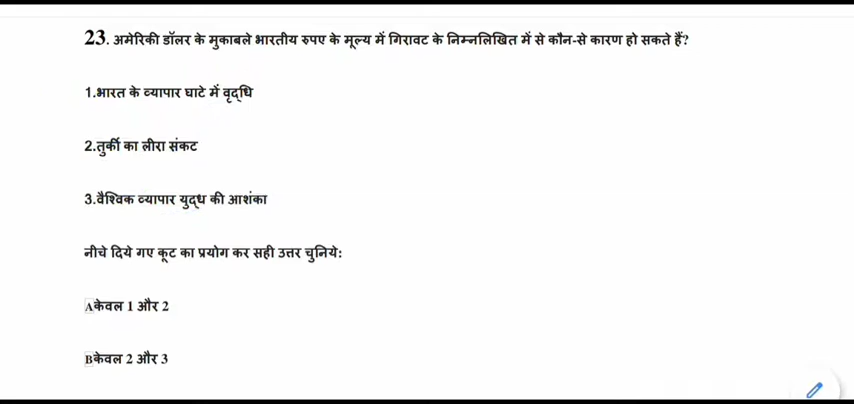 23. अमेरिकी डॉलर के मुकाबले भारतीय रुपए के मूल्य में गिरावट के निम्नलिखित में से कौन-से कारण हो सकते हैं?
1.भारत के व्यापार घाटे में वृद्धि
2.तुर्की का लीरा संकट
3.वैश्विक व्यापार युद्ध की आशंका
नीचे दिये गए कूट का प्रयोग कर सही उत्तर चुनिये:
Aकेवल 1 और 2
Bकेवल 2 और 3